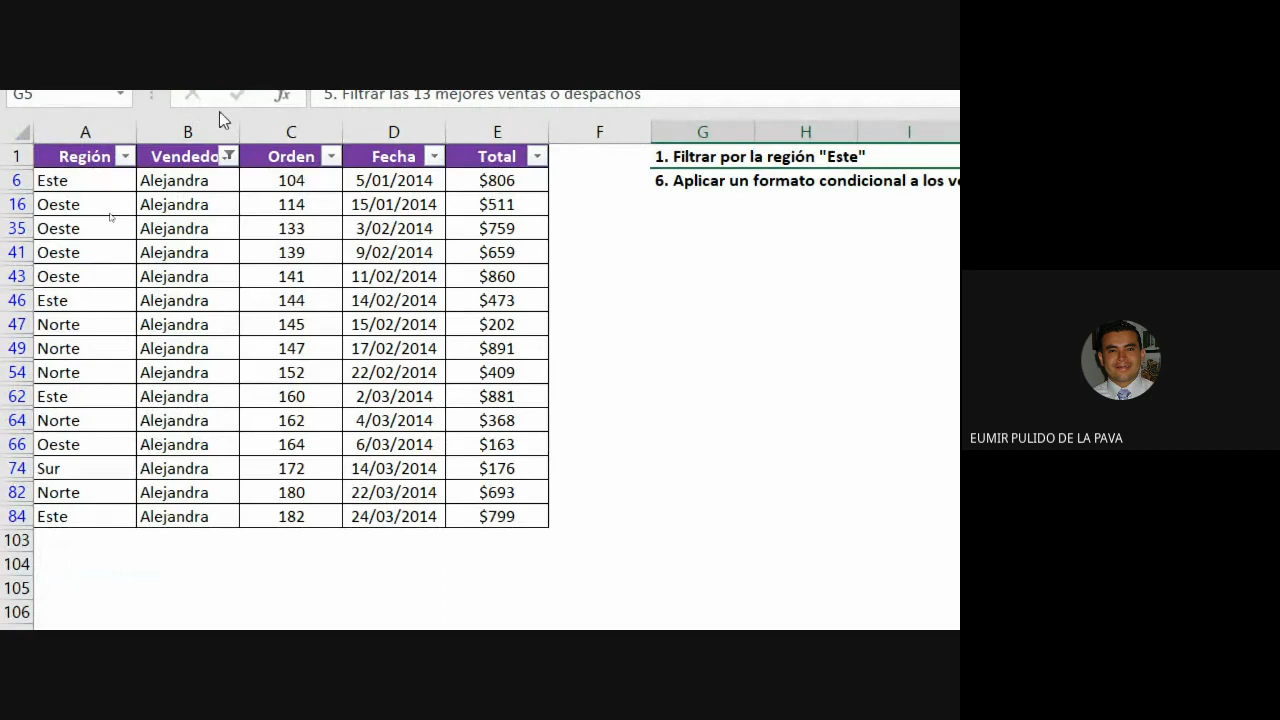 G5 fx 5. Filtrar las 13 mejores ventas o despachos
A B C D E F G H I
1 Región Vendedo Orden Fecha Total 1. Filtrar por la región "Este"
6 Este Alejandra 104 5/01/2014 $806 6. Aplicar un formato condicional a los ve
16 Oeste Alejandra 114 15/01/2014 $511
35 Oeste Alejandra 133 3/02/2014 $759
41 Oeste Alejandra 139 9/02/2014 $659
43 Oeste Alejandra 141 11/02/2014 $860
46 Este Alejandra 144 14/02/2014 $473
47 Norte Alejandra 145 15/02/2014 $202
49 Norte Alejandra 147 17/02/2014 $891
54 Norte Alejandra 152 22/02/2014 $409
62 Este Alejandra 160 2/03/2014 $881
64 Norte Alejandra 162 4/03/2014 $368
66 Oeste Alejandra 164 6/03/2014 $163
74 Sur Alejandra 172 14/03/2014 $176
82 Norte Alejandra 180 22/03/2014 $693
84 Este Alejandra 182 24/03/2014 $799
103
104
105
106
EUMIR PULIDO DE LA PAVA